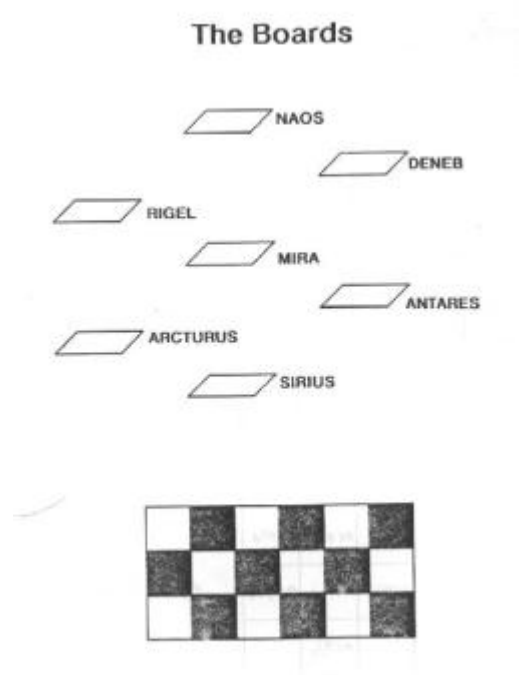 The Boards
NAOS
DENEB
RIGEL
MIRA
ANTARES
ARCTURUS
SIRIUS